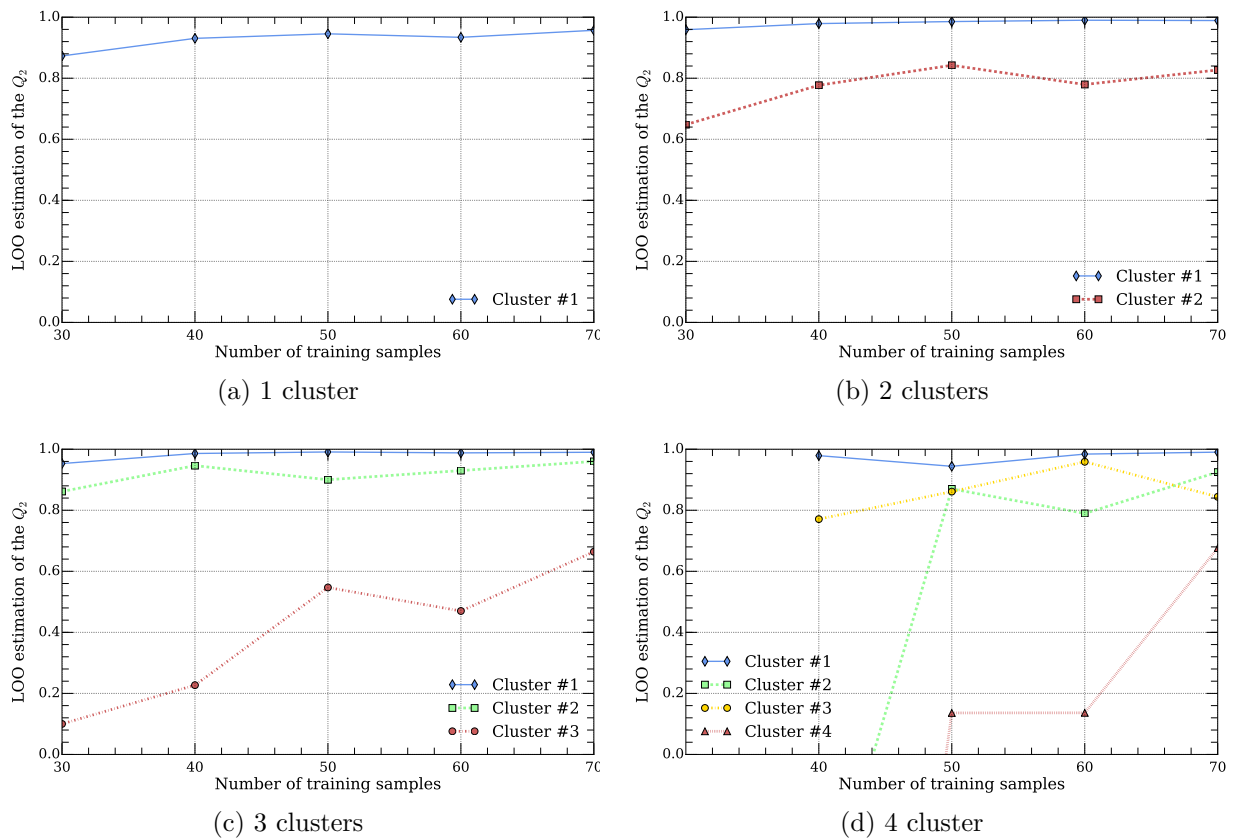 1.0
0.8
0.6
0.4
0.2
0.0
LOO estimation of the Q2
Cluster #1
30 40 50 60 70
Number of training samples
(a) 1 cluster
1.0
0.8
0.6
0.4
0.2
0.0
LOO estimation of the Q2
Cluster #1
Cluster #2
30 40 50 60 70
Number of training samples
(b) 2 clusters
1.0
0.8
0.6
0.4
0.2
0.0
LOO estimation of the Q2
Cluster #1
Cluster #2
Cluster #3
30 40 50 60 70
Number of training samples
(c) 3 clusters
1.0
0.8
0.6
0.4
0.2
0.0
LOO estimation of the Q2
Cluster #1
Cluster #2
Cluster #3
Cluster #4
40 50 60 70
Number of training samples
(d) 4 cluster